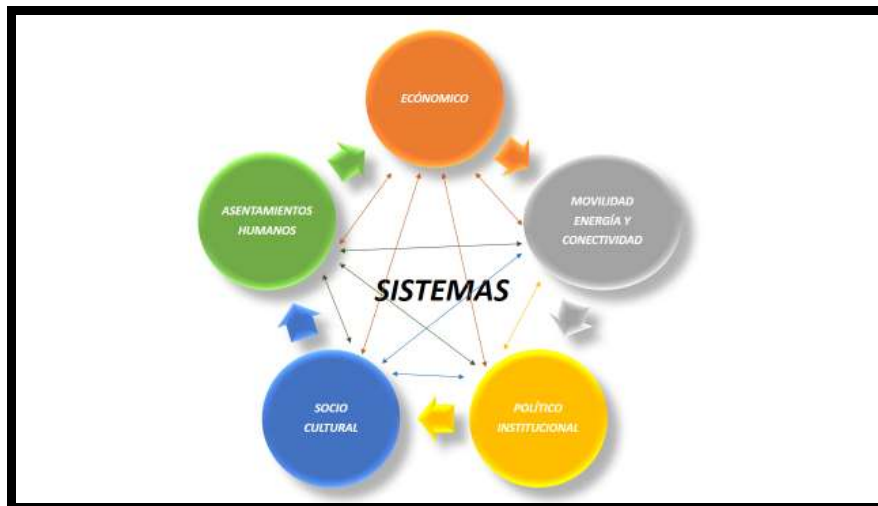 ECÓNOMICO
MOVILIDAD
ENERGÍA Y
CONECTIVIDAD
ASENTAMIENTOS
HUMANOS
SISTEMAS
SOCIO
CULTURAL
POLÍTICO
INSTITUCIONAL